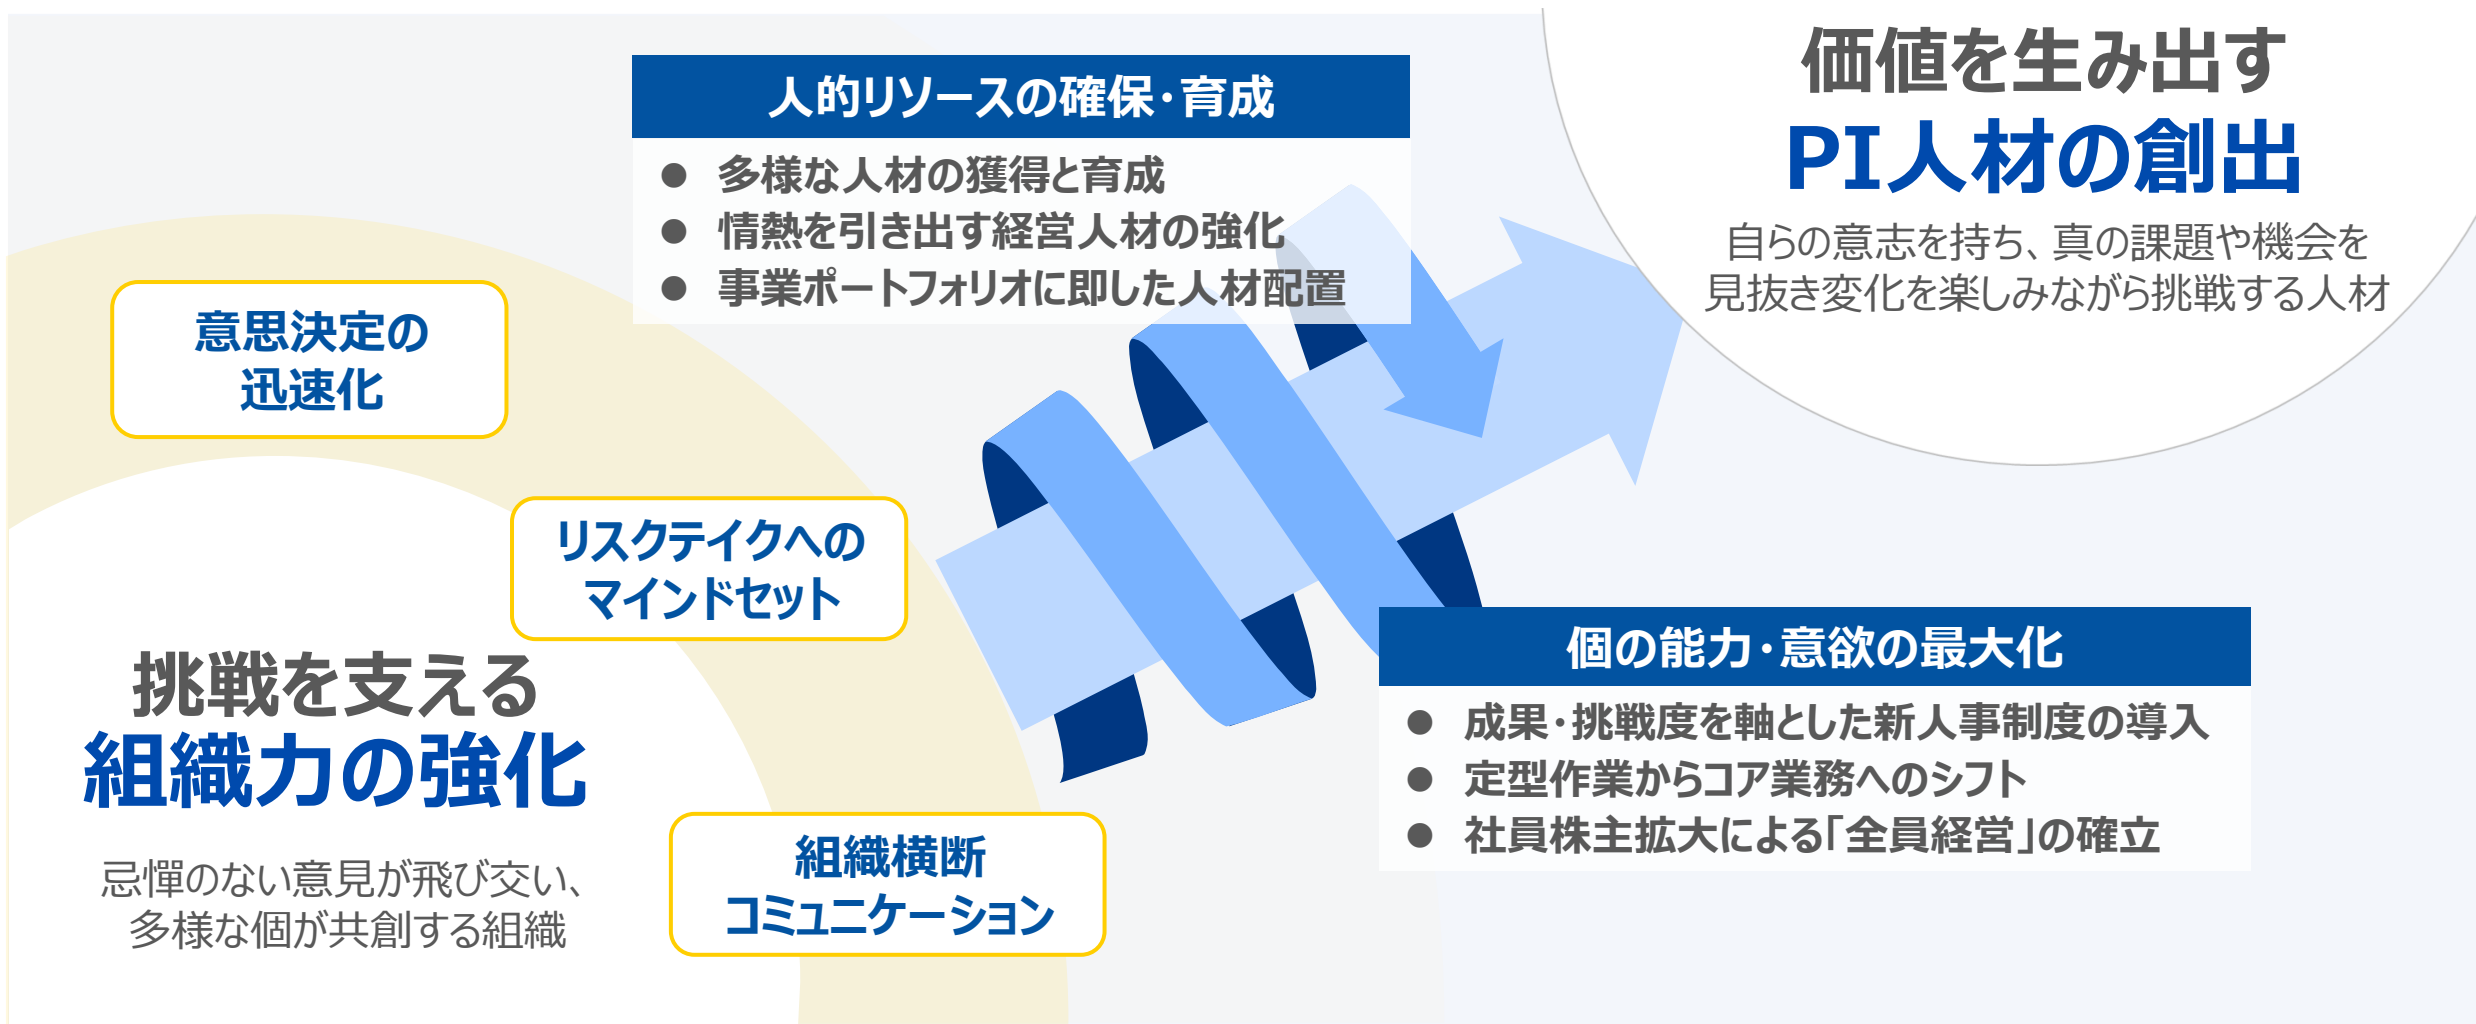 人的リソースの確保・育成
● 多様な人材の獲得と育成
● 情熱を引き出す経営人材の強化
● 事業ポートフォリオに即した人材配置
価値を生み出す
PI人材の創出
自らの意志を持ち、真の課題や機会を
見抜き変化を楽しみながら挑戦する人材
意思決定の
迅速化
リスクテイクへの
マインドセット
挑戦を支える
組織力の強化
忌憚のない意見が飛び交い、
多様な個が共創する組織
組織横断
コミュニケーション
個の能力・意欲の最大化
● 成果・挑戦度を軸とした新人事制度の導入
● 定型作業からコア業務へのシフト
● 社員株主拡大による「全員経営」の確立